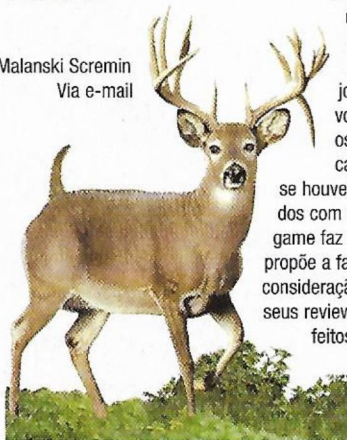 Malanski Scremin
Via e-mail
jo
vo
os
ca
se houve
dos com
game faz
propõe a fa
consideraçã
seus review
feitos